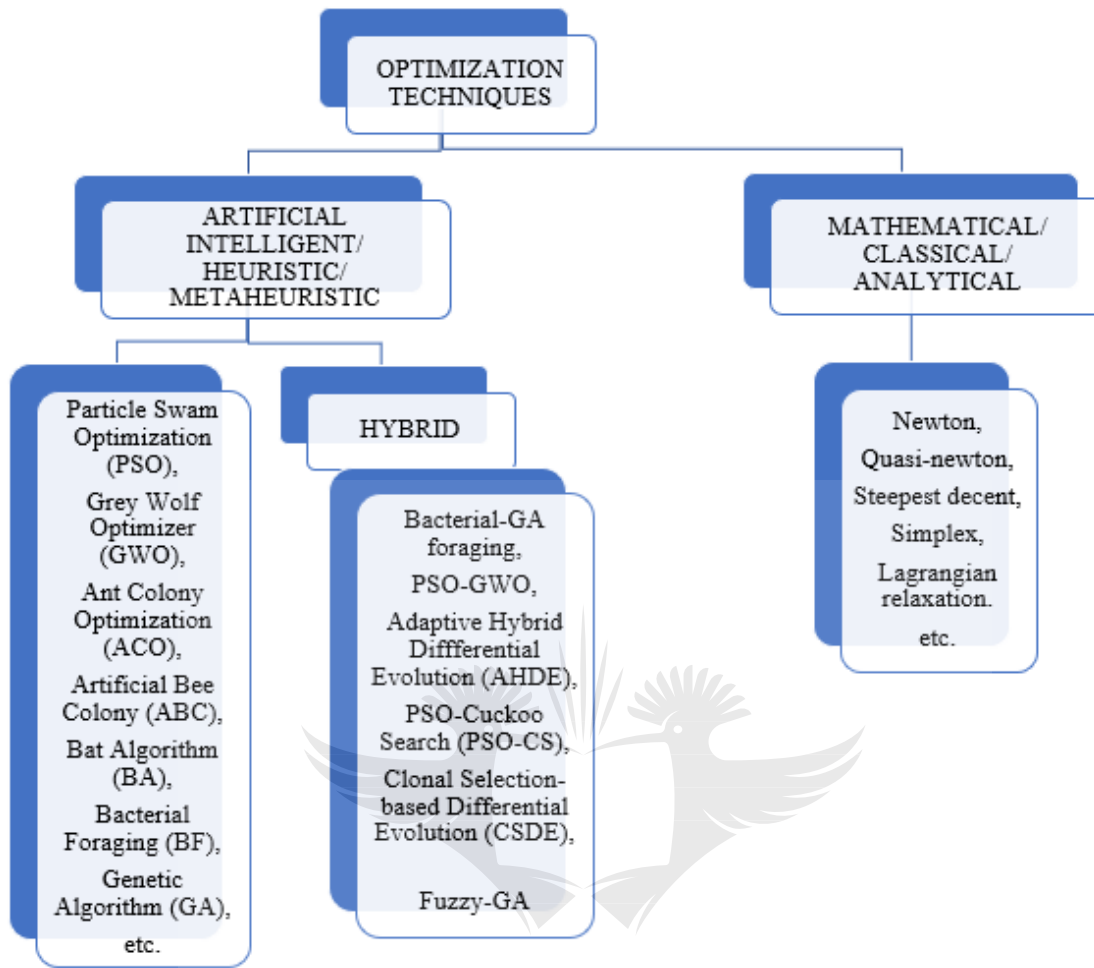 OPTIMIZATION
TECHNIQUES
ARTIFICIAL
INTELLIGENT/
HEURISTIC/
METAHEURISTIC
MATHEMATICAL/
CLASSICAL/
ANALYTICAL
Particle Swam
Optimization
(PSO),
Grey Wolf
Optimizer
(GWO),
Ant Colony
Optimization
(ACO),
Artificial Bee
Colony (ABC),
Bat Algorithm
(BA),
Bacterial
Foraging (BF),
Genetic
Algorithm (GA),
etc.
HYBRID
Bacterial-GA
foraging,
PSO-GWO,
Adaptive Hybrid
Diffferential
Evolution (AHDE),
PSO-Cuckoo
Search (PSO-CS),
Clonal Selection-
based Differential
Evolution (CSDE),
Fuzzy-GA
Newton,
Quasi-newton,
Steepest decent,
Simplex,
Lagrangian
relaxation.
etc.